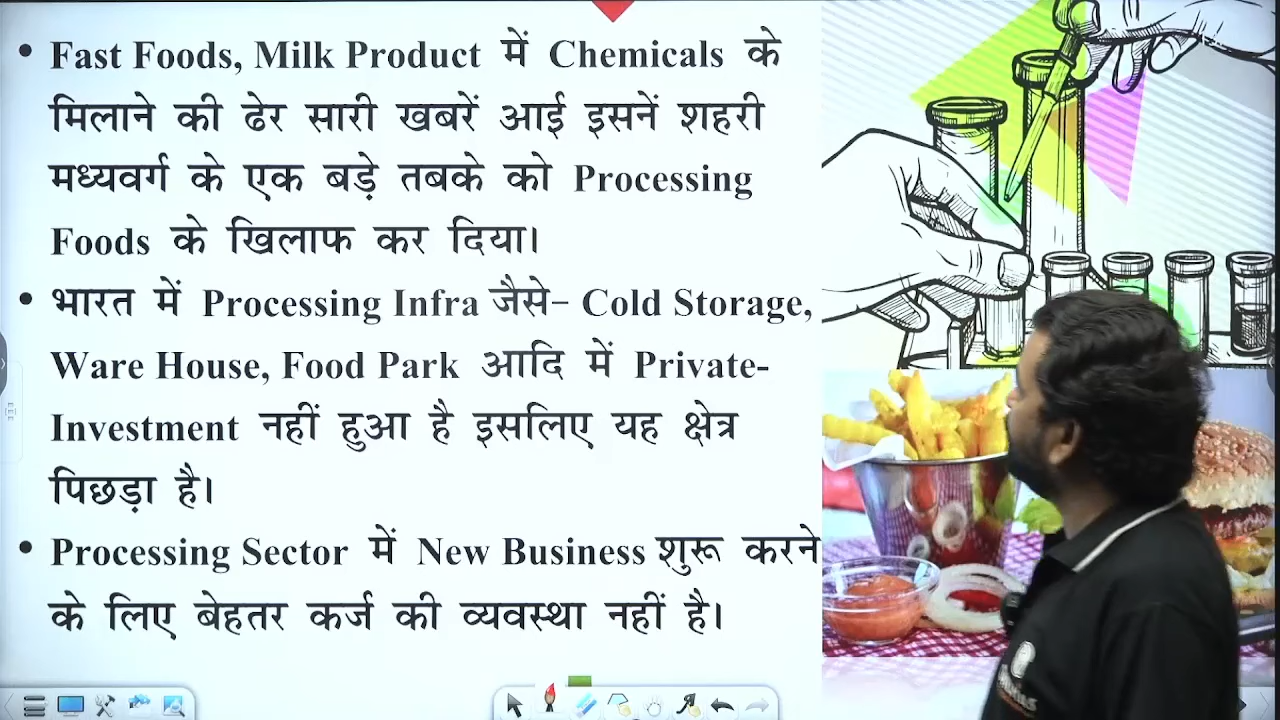 • Fast Foods, Milk Product में Chemicals के
मिलाने की ढेर सारी खबरें आई इसनें शहरी
मध्यवर्ग के एक बड़े तबके को Processing
Foods के खिलाफ कर दिया।
• भारत में Processing Infra जैसे- Cold Storage,
Ware House, Food Park आदि में Private-
Investment नहीं हुआ है इसलिए यह क्षेत्र
पिछड़ा है।
• Processing Sector में New Business शुरू करने
के लिए बेहतर कर्ज की व्यवस्था नहीं है।